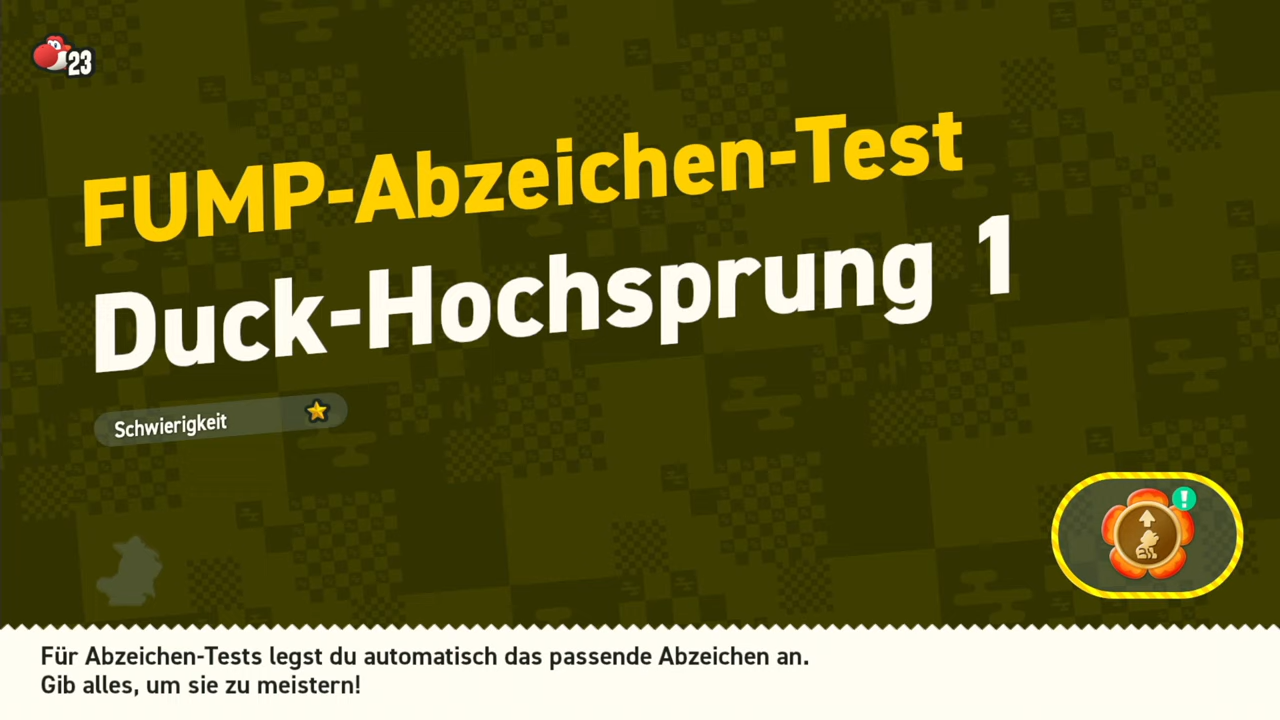 23
FUMP-Abzeichen-Test
Duck-Hochsprung 1
Schwierigkeit
!
Für Abzeichen-Tests legst du automatisch das passende Abzeichen an.
Gib alles, um sie zu meistern!